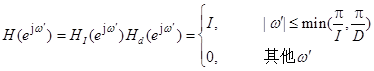 H(e^{jω′}) = H_I(e^{jω′})H_d(e^{jω′}) = { I, |ω′| ≤ min(π/I, π/D)
0, 其他ω′